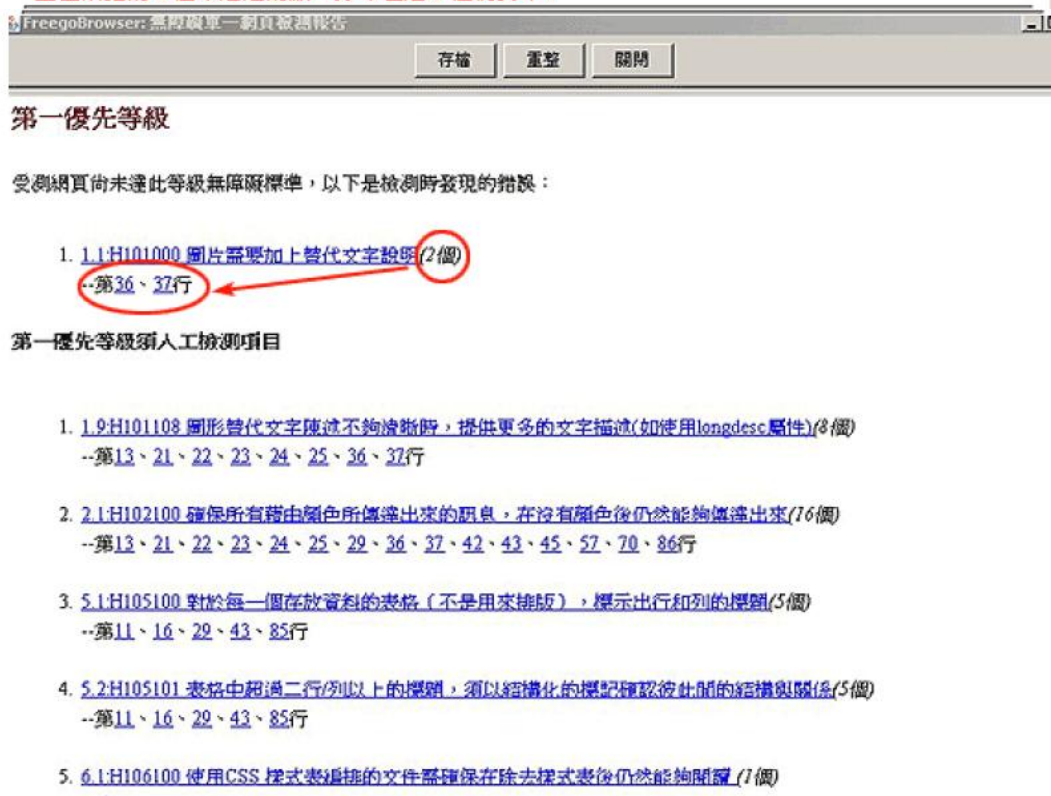 FreegoBrowser: 無障礙單一網頁檢測報告
存檔 重整 關閉
第一優先等級
受測網頁尚未達此等級無障礙標準，以下是檢測時發現的錯誤：
1. 1.1:H101000 圖片需要加上替代文字說明(2個)
--第36、37行
第一優先等級須人工檢測項目
1. 1.9:H101108 圖形替代文字陳述不夠清晰時，提供更多的文字描述(如使用longdesc屬性)(8個)
--第13、21、22、23、24、25、36、37行
2. 2.1:H102100 確保所有藉由顏色所傳達出來的訊息，在沒有顏色後仍然能夠傳達出來(16個)
--第13、21、22、23、24、25、29、36、37、42、43、45、57、70、86行
3. 5.1:H105100 對於每一個存放資料的表格（不是用來排版），標示出行和列的標題(5個)
--第11、16、29、43、85行
4. 5.2:H105101 表格中超過二行/列以上的標題，須以結構化的標記確認彼此間的結構與關係(5個)
--第11、16、29、43、85行
5. 6.1:H106100 使用CSS 樣式表編排的文件需確保在除去樣式表後仍然能夠閱讀 (1個)